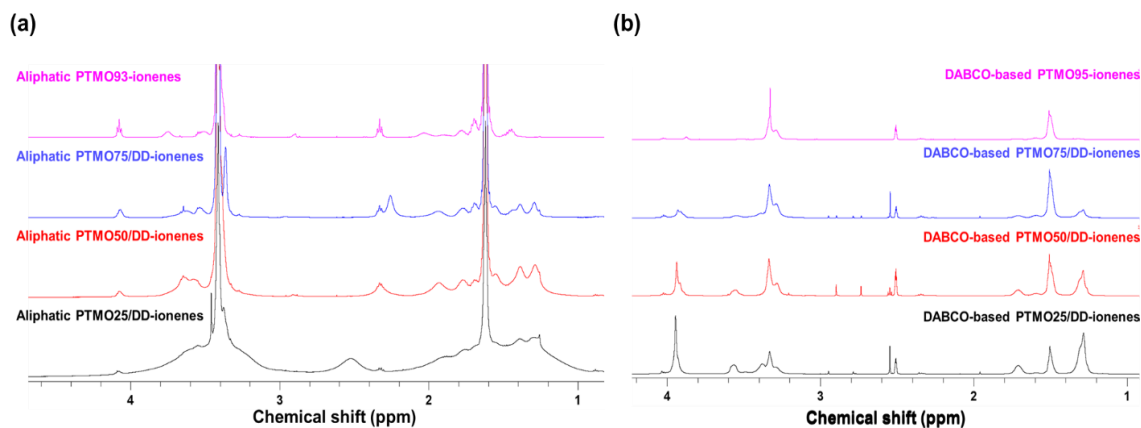 (a)
Aliphatic PTMO93-ionenes
Aliphatic PTMO75/DD-ionenes
Aliphatic PTMO50/DD-ionenes
Aliphatic PTMO25/DD-ionenes
4 3 2 1
Chemical shift (ppm)
(b)
DABCO-based PTMO95-ionenes
DABCO-based PTMO75/DD-ionenes
DABCO-based PTMO50/DD-ionenes
DABCO-based PTMO25/DD-ionenes
4 3 2 1
Chemical shift (ppm)